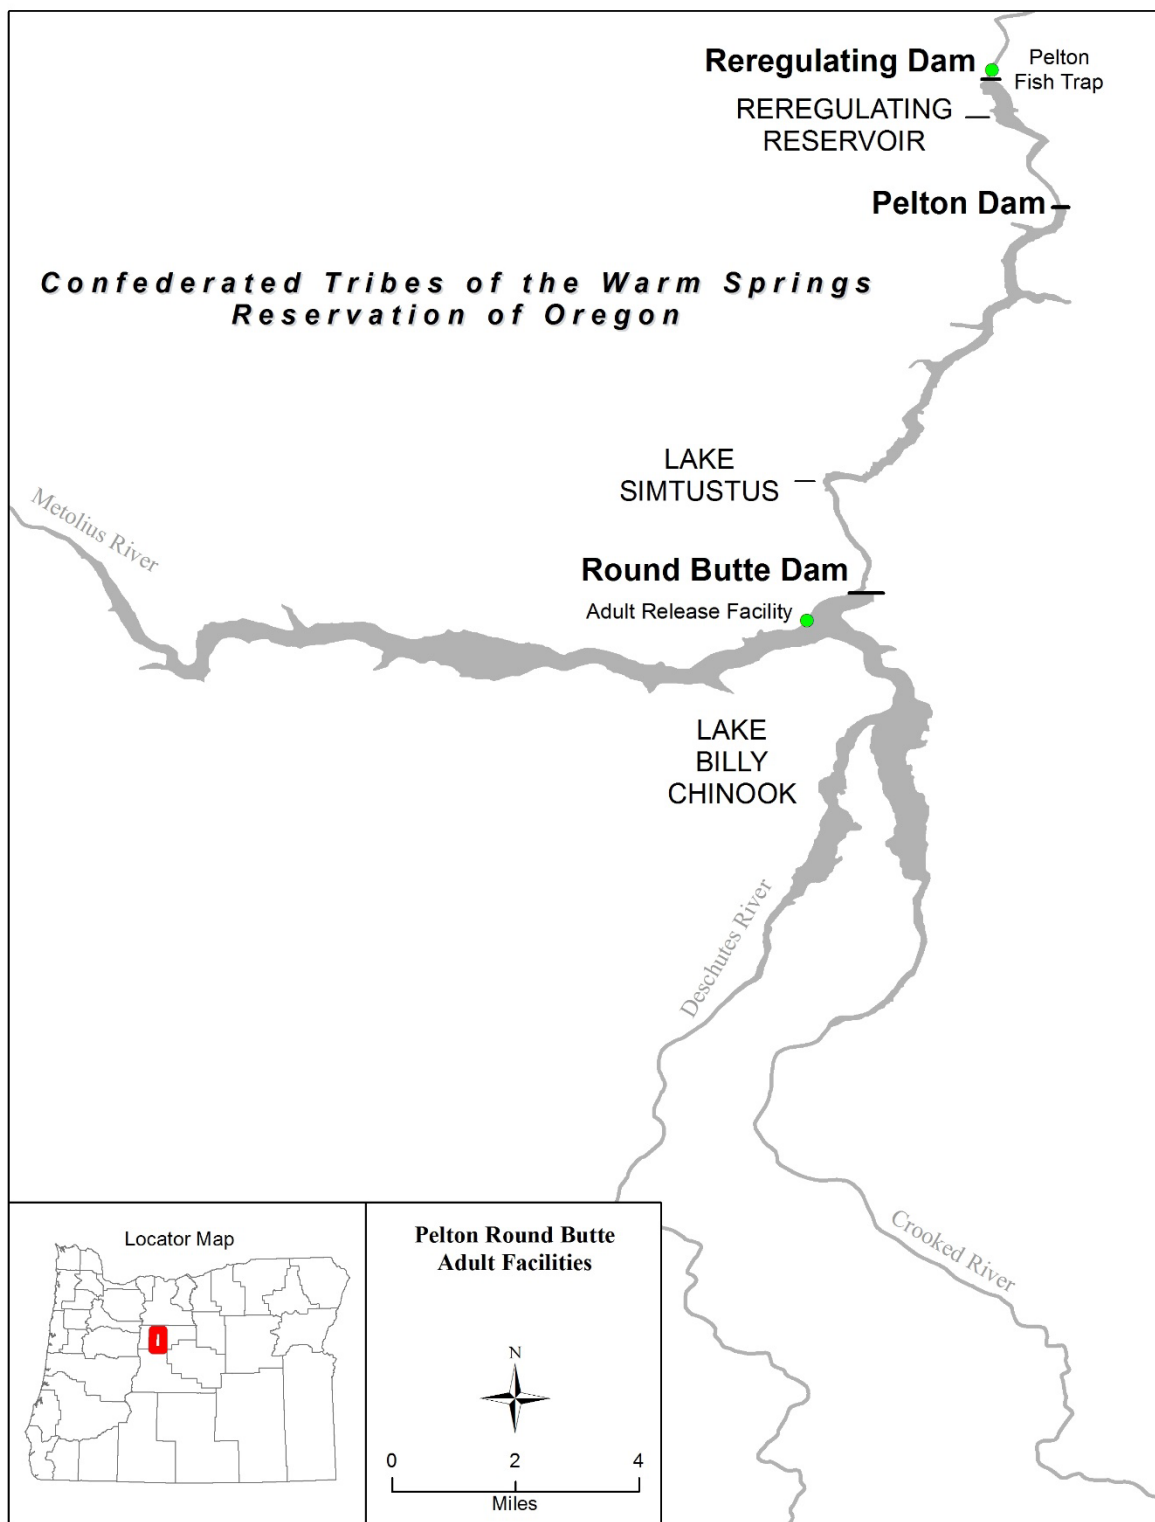 Reregulating Dam
Pelton
Fish Trap
REREGULATING
RESERVOIR
Pelton Dam
Confederated Tribes of the Warm Springs
Reservation of Oregon
LAKE
SIMTUSTUS
Metolius River
Round Butte Dam
Adult Release Facility
LAKE
BILLY
CHINOOK
Deschutes River
Crooked River
Locator Map
Pelton Round Butte
Adult Facilities
N
0 2 4
Miles